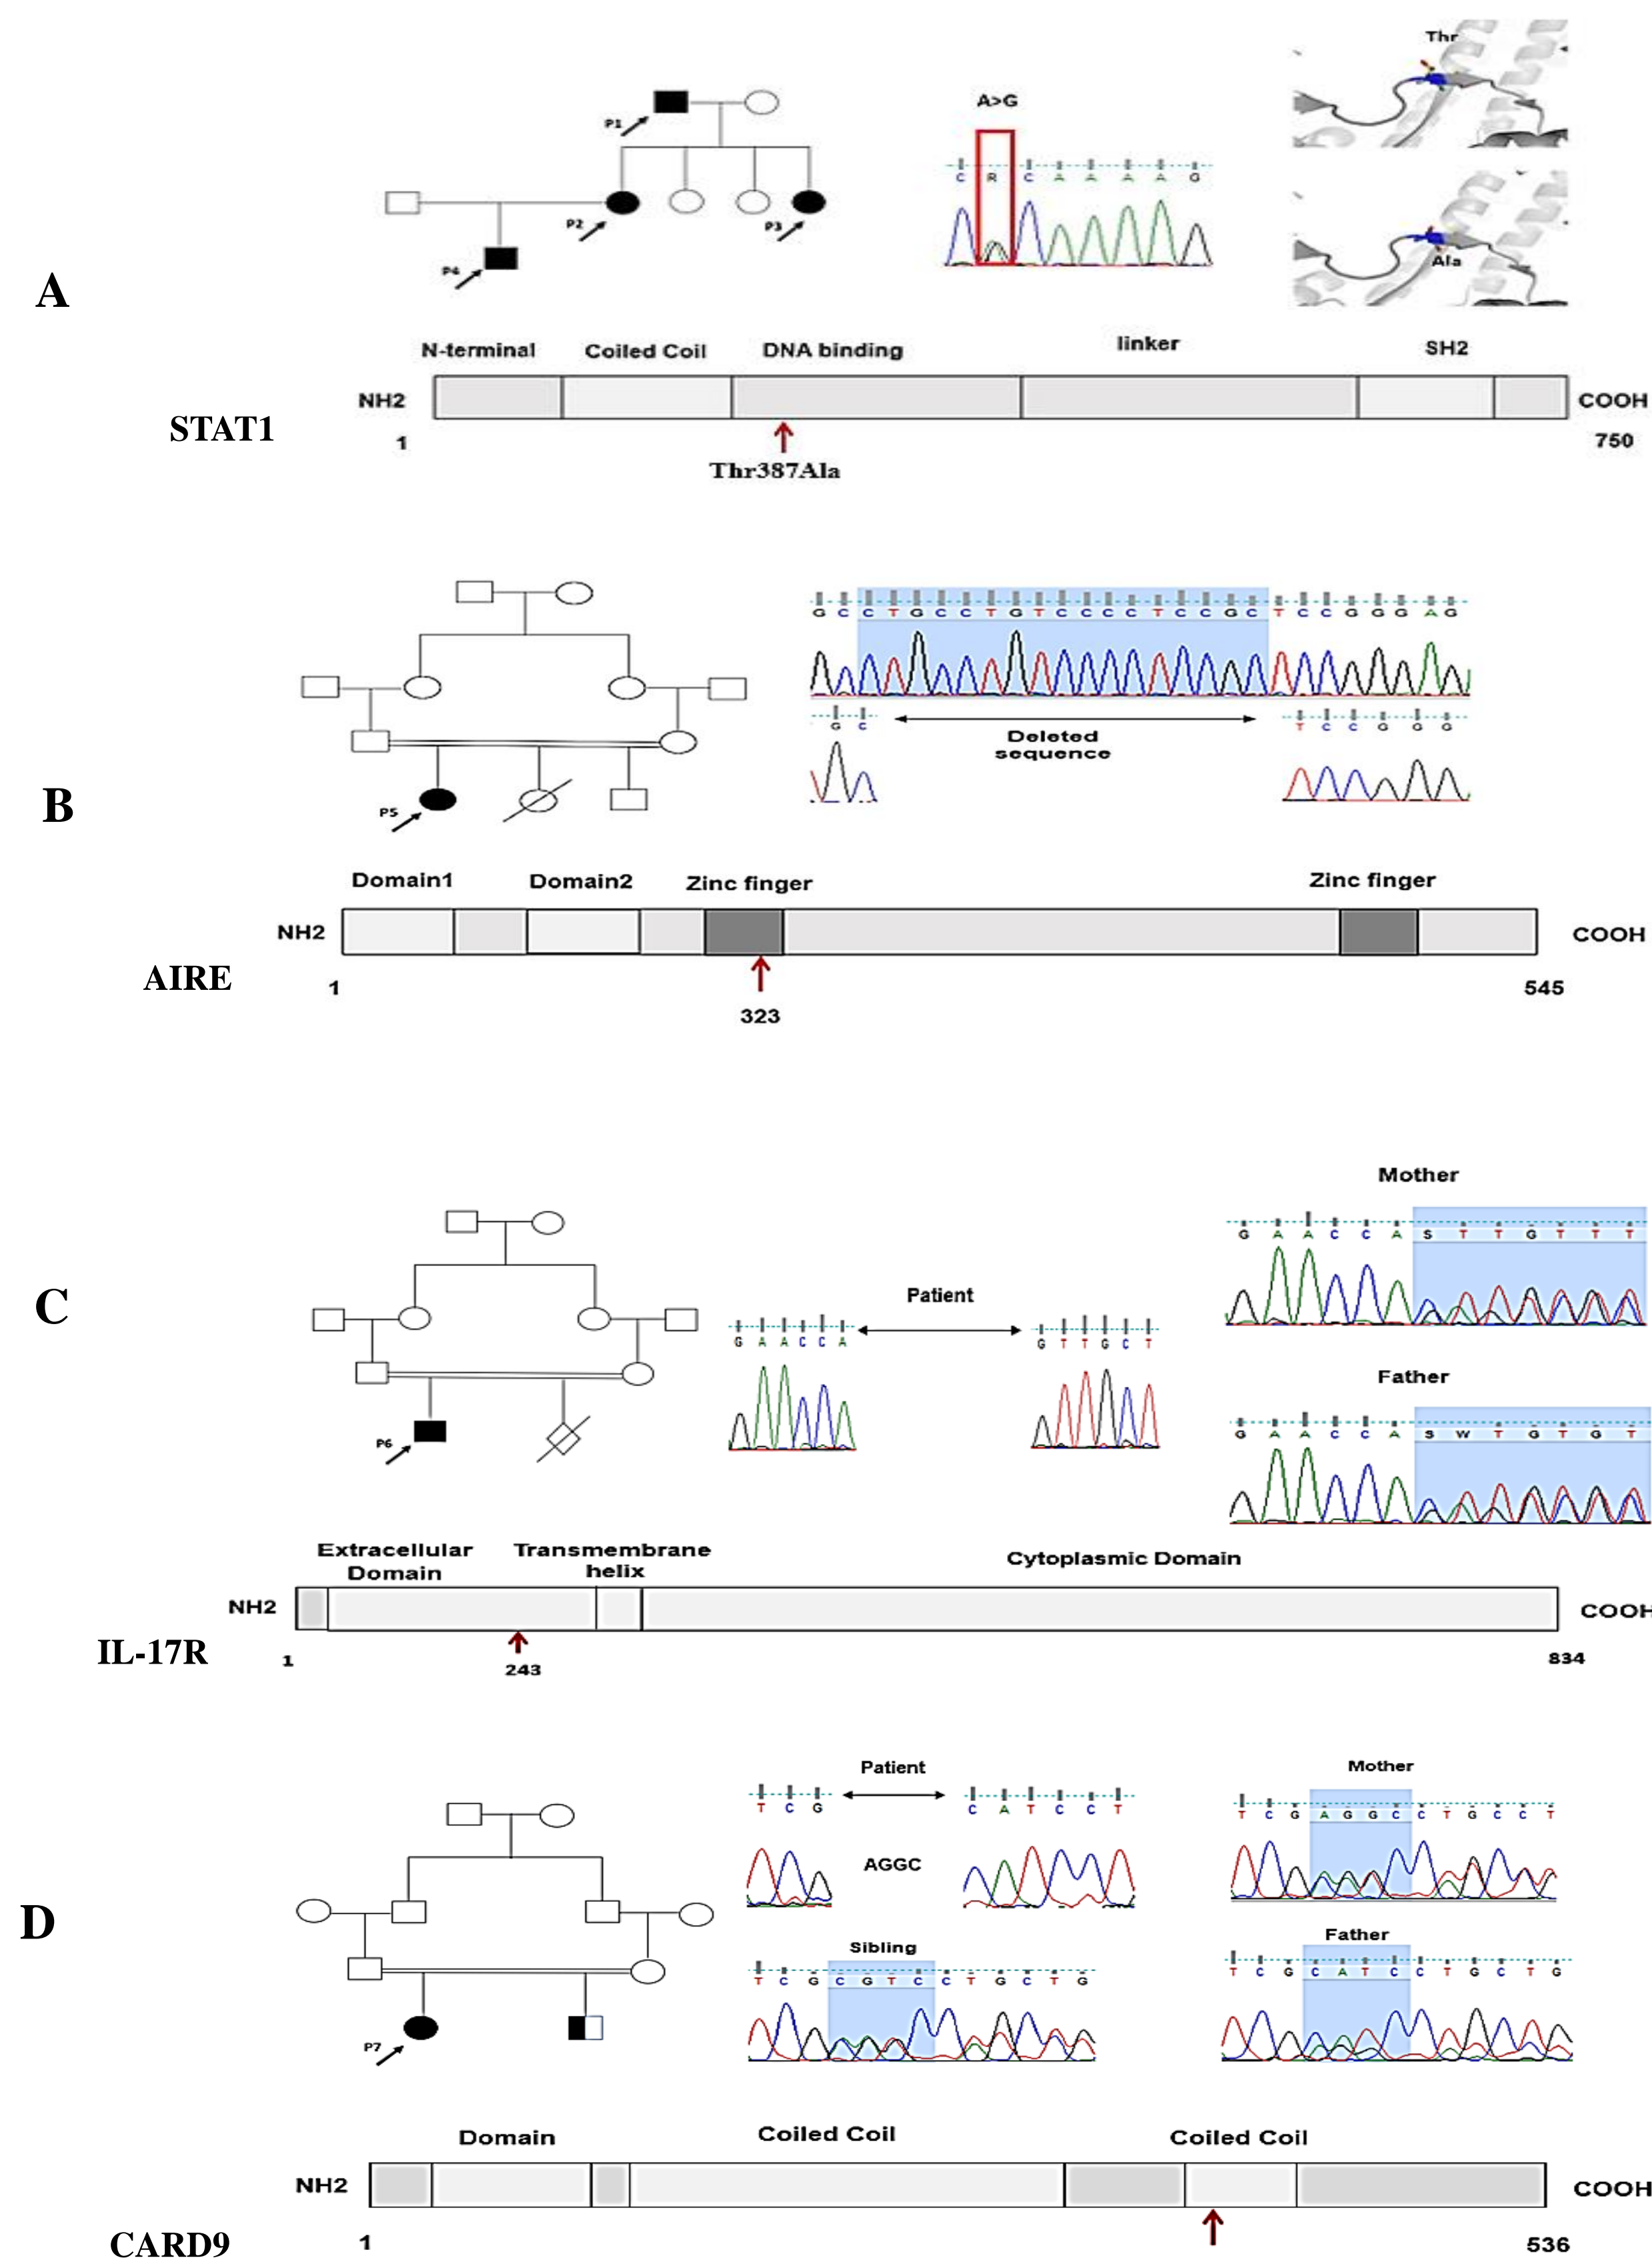 Thr
A>G
P1
C R C A A A A G
P2
P3
P4
Ala
A
N-terminal Coiled Coil DNA binding linker SH2
NH2 COOH
STAT1
1 750
Thr387Ala
G C C T G C C T G T C C C C T C C G C T C C G G G A G
G C T C C G G G
Deleted
sequence
B
P5
Domain1 Domain2 Zinc finger Zinc finger
NH2 COOH
AIRE
1 545
323
Mother
G A A C C A S T T G T T T
C
Patient
G A A C C A G T T G C T
Father
G A A C C A S W T G T G T
P6
Extracellular
Domain
Transmembrane
helix
Cytoplasmic Domain
NH2 COOH
IL-17R
1 834
243
Patient
T C G C A T C C T
AGGC
Mother
T C G A G G C C T G C C T
D
Sibling
T C G C G T C C T G C T G
Father
T C G C A T C C T G C T G
P7
Domain Coiled Coil Coiled Coil
NH2 COOH
CARD9
1 536